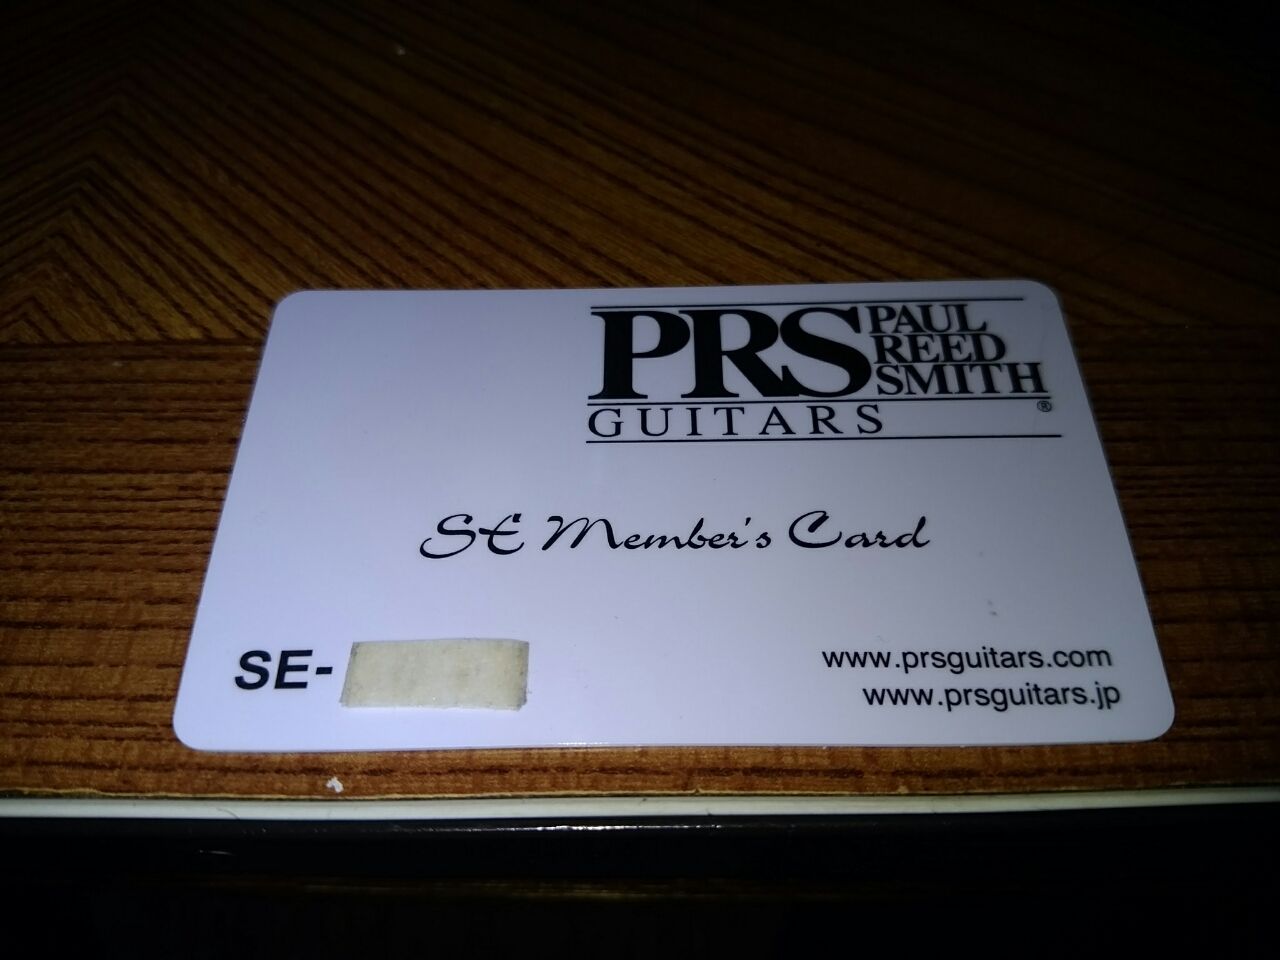 PRS PAUL
REED
SMITH
®
GUITARS
SE Member's Card
SE-
www.prsguitars.com
www.prsguitars.jp